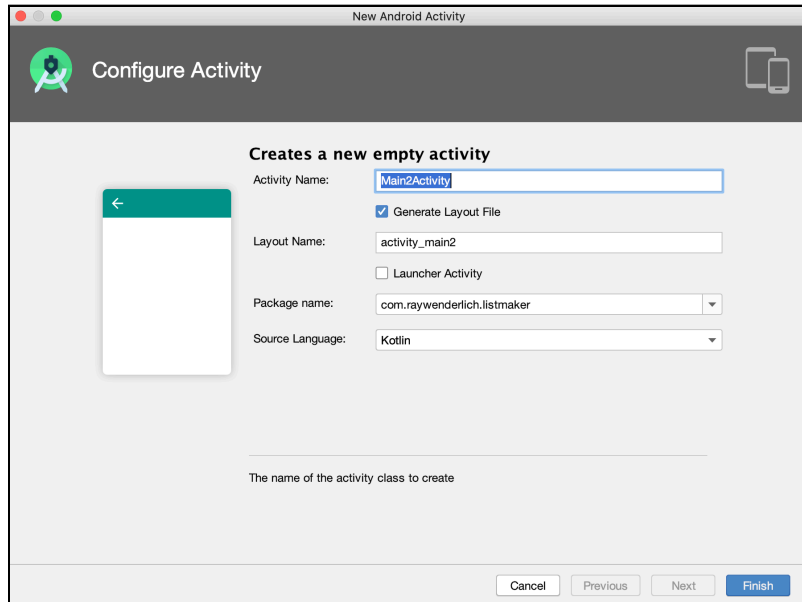 New Android Activity
Configure Activity
Creates a new empty activity
Activity Name: Main2Activity
Generate Layout File
Layout Name: activity_main2
Launcher Activity
Package name: com.raywenderlich.listmaker
Source Language: Kotlin
The name of the activity class to create
Cancel Previous Next Finish